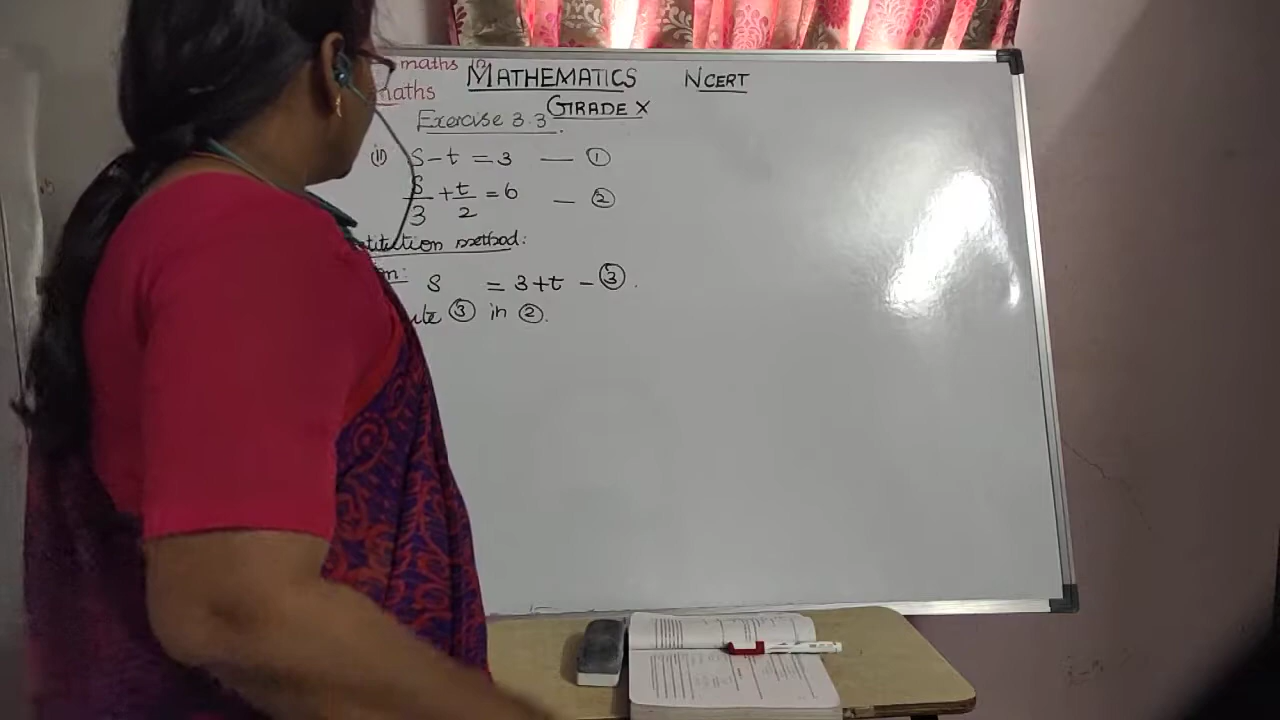 maths MATHEMATICS NCERT
maths GRADE X
Exercise 3.3
(ii) S-t = 3 — ①
S/3 + t/2 = 6 — ②
method:
S = 3+t - ③.
③ in ②.